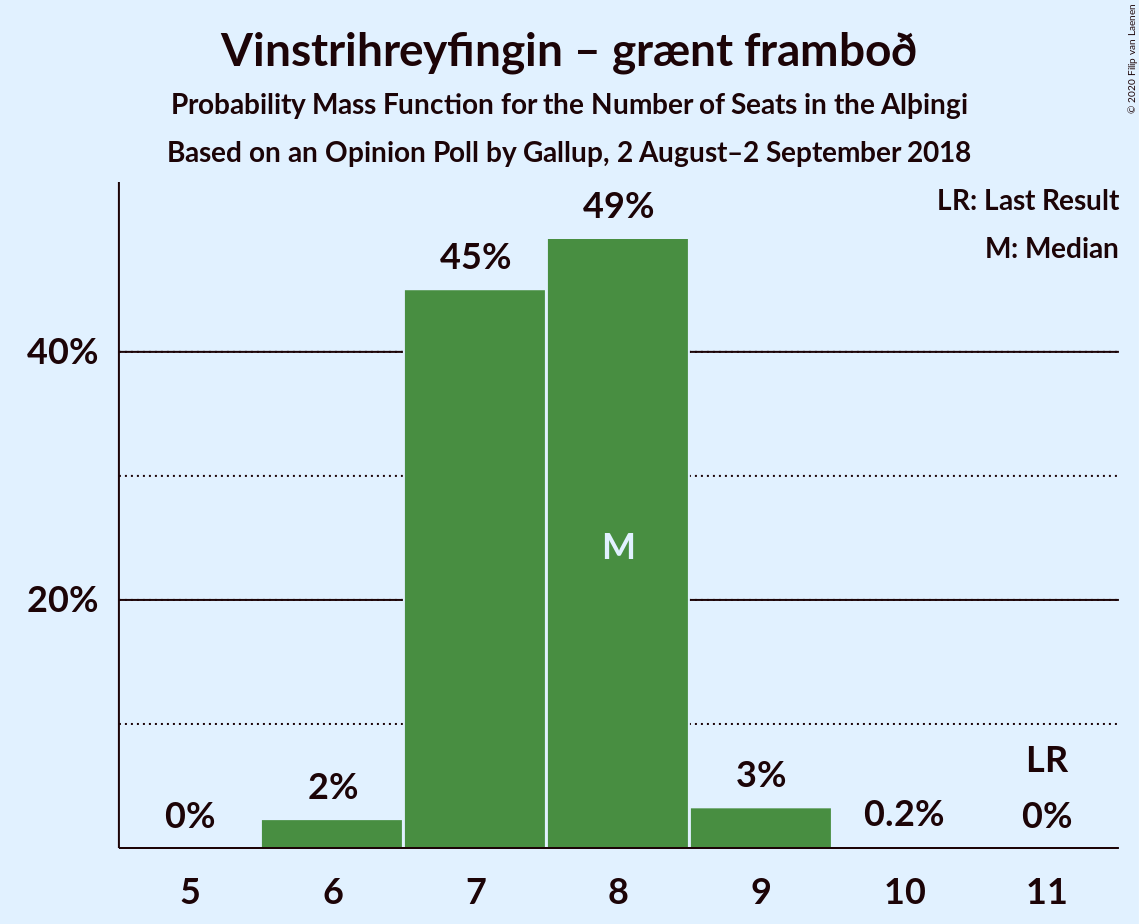 Vinstrihreyfingin – grænt framboð
Probability Mass Function for the Number of Seats in the Alþingi
Based on an Opinion Poll by Gallup, 2 August–2 September 2018
© 2020 Filip van Laenen
LR: Last Result
M: Median
49%
45%
40%
M
20%
LR
2%
3%
0%
0.2%
0%
5 6 7 8 9 10 11